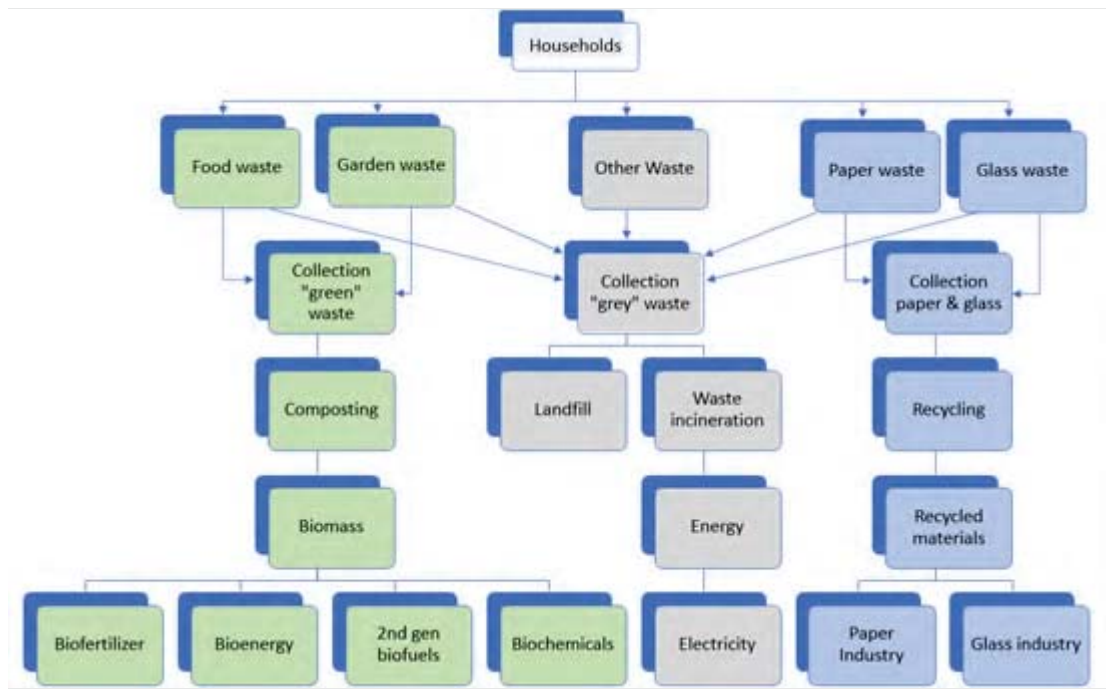 Households
Food waste
Garden waste
Other Waste
Paper waste
Glass waste
Collection
"green"
waste
Collection
"grey" waste
Collection
paper & glass
Composting
Landfill
Waste
incineration
Recycling
Biomass
Energy
Recycled
materials
Biofertilizer
Bioenergy
2nd gen
biofuels
Biochemicals
Electricity
Paper
Industry
Glass industry